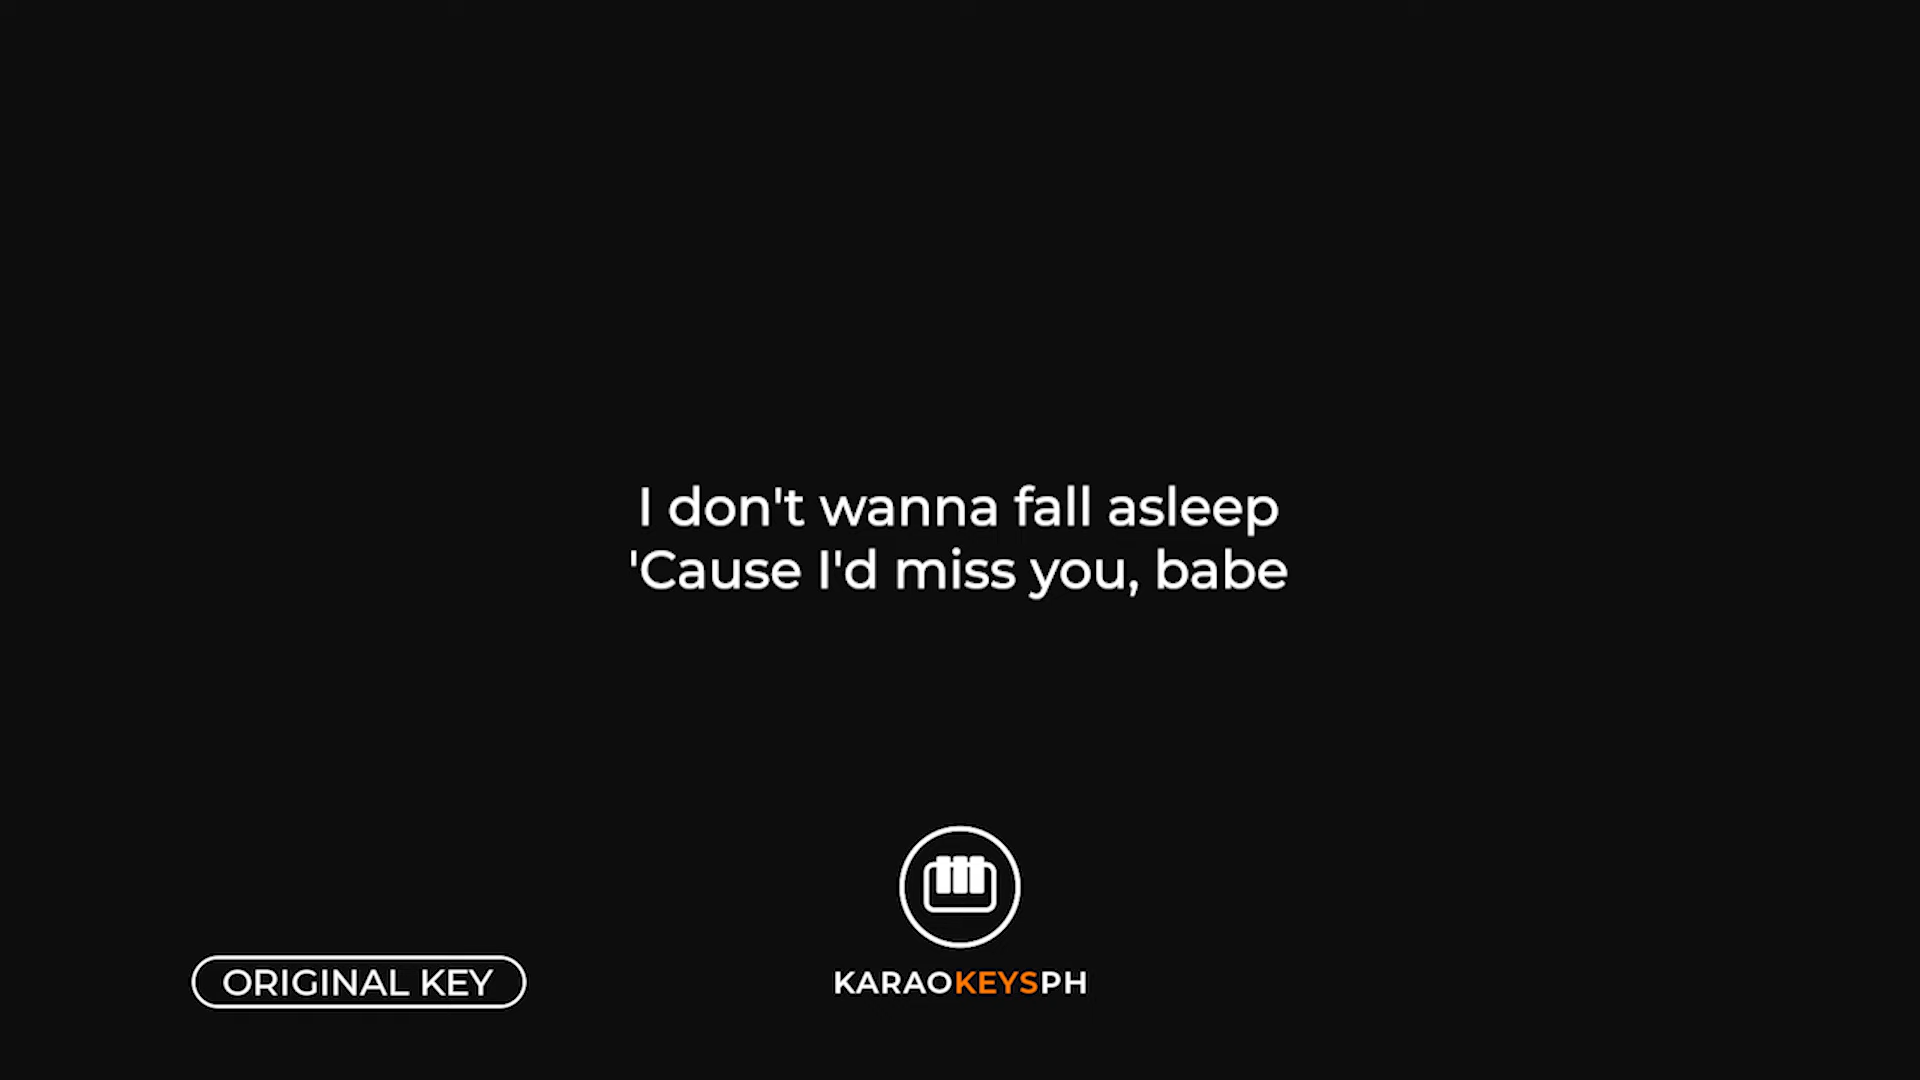 I don't wanna fall asleep
'Cause I'd miss you, babe
ORIGINAL KEY
KARAOKEYSPH